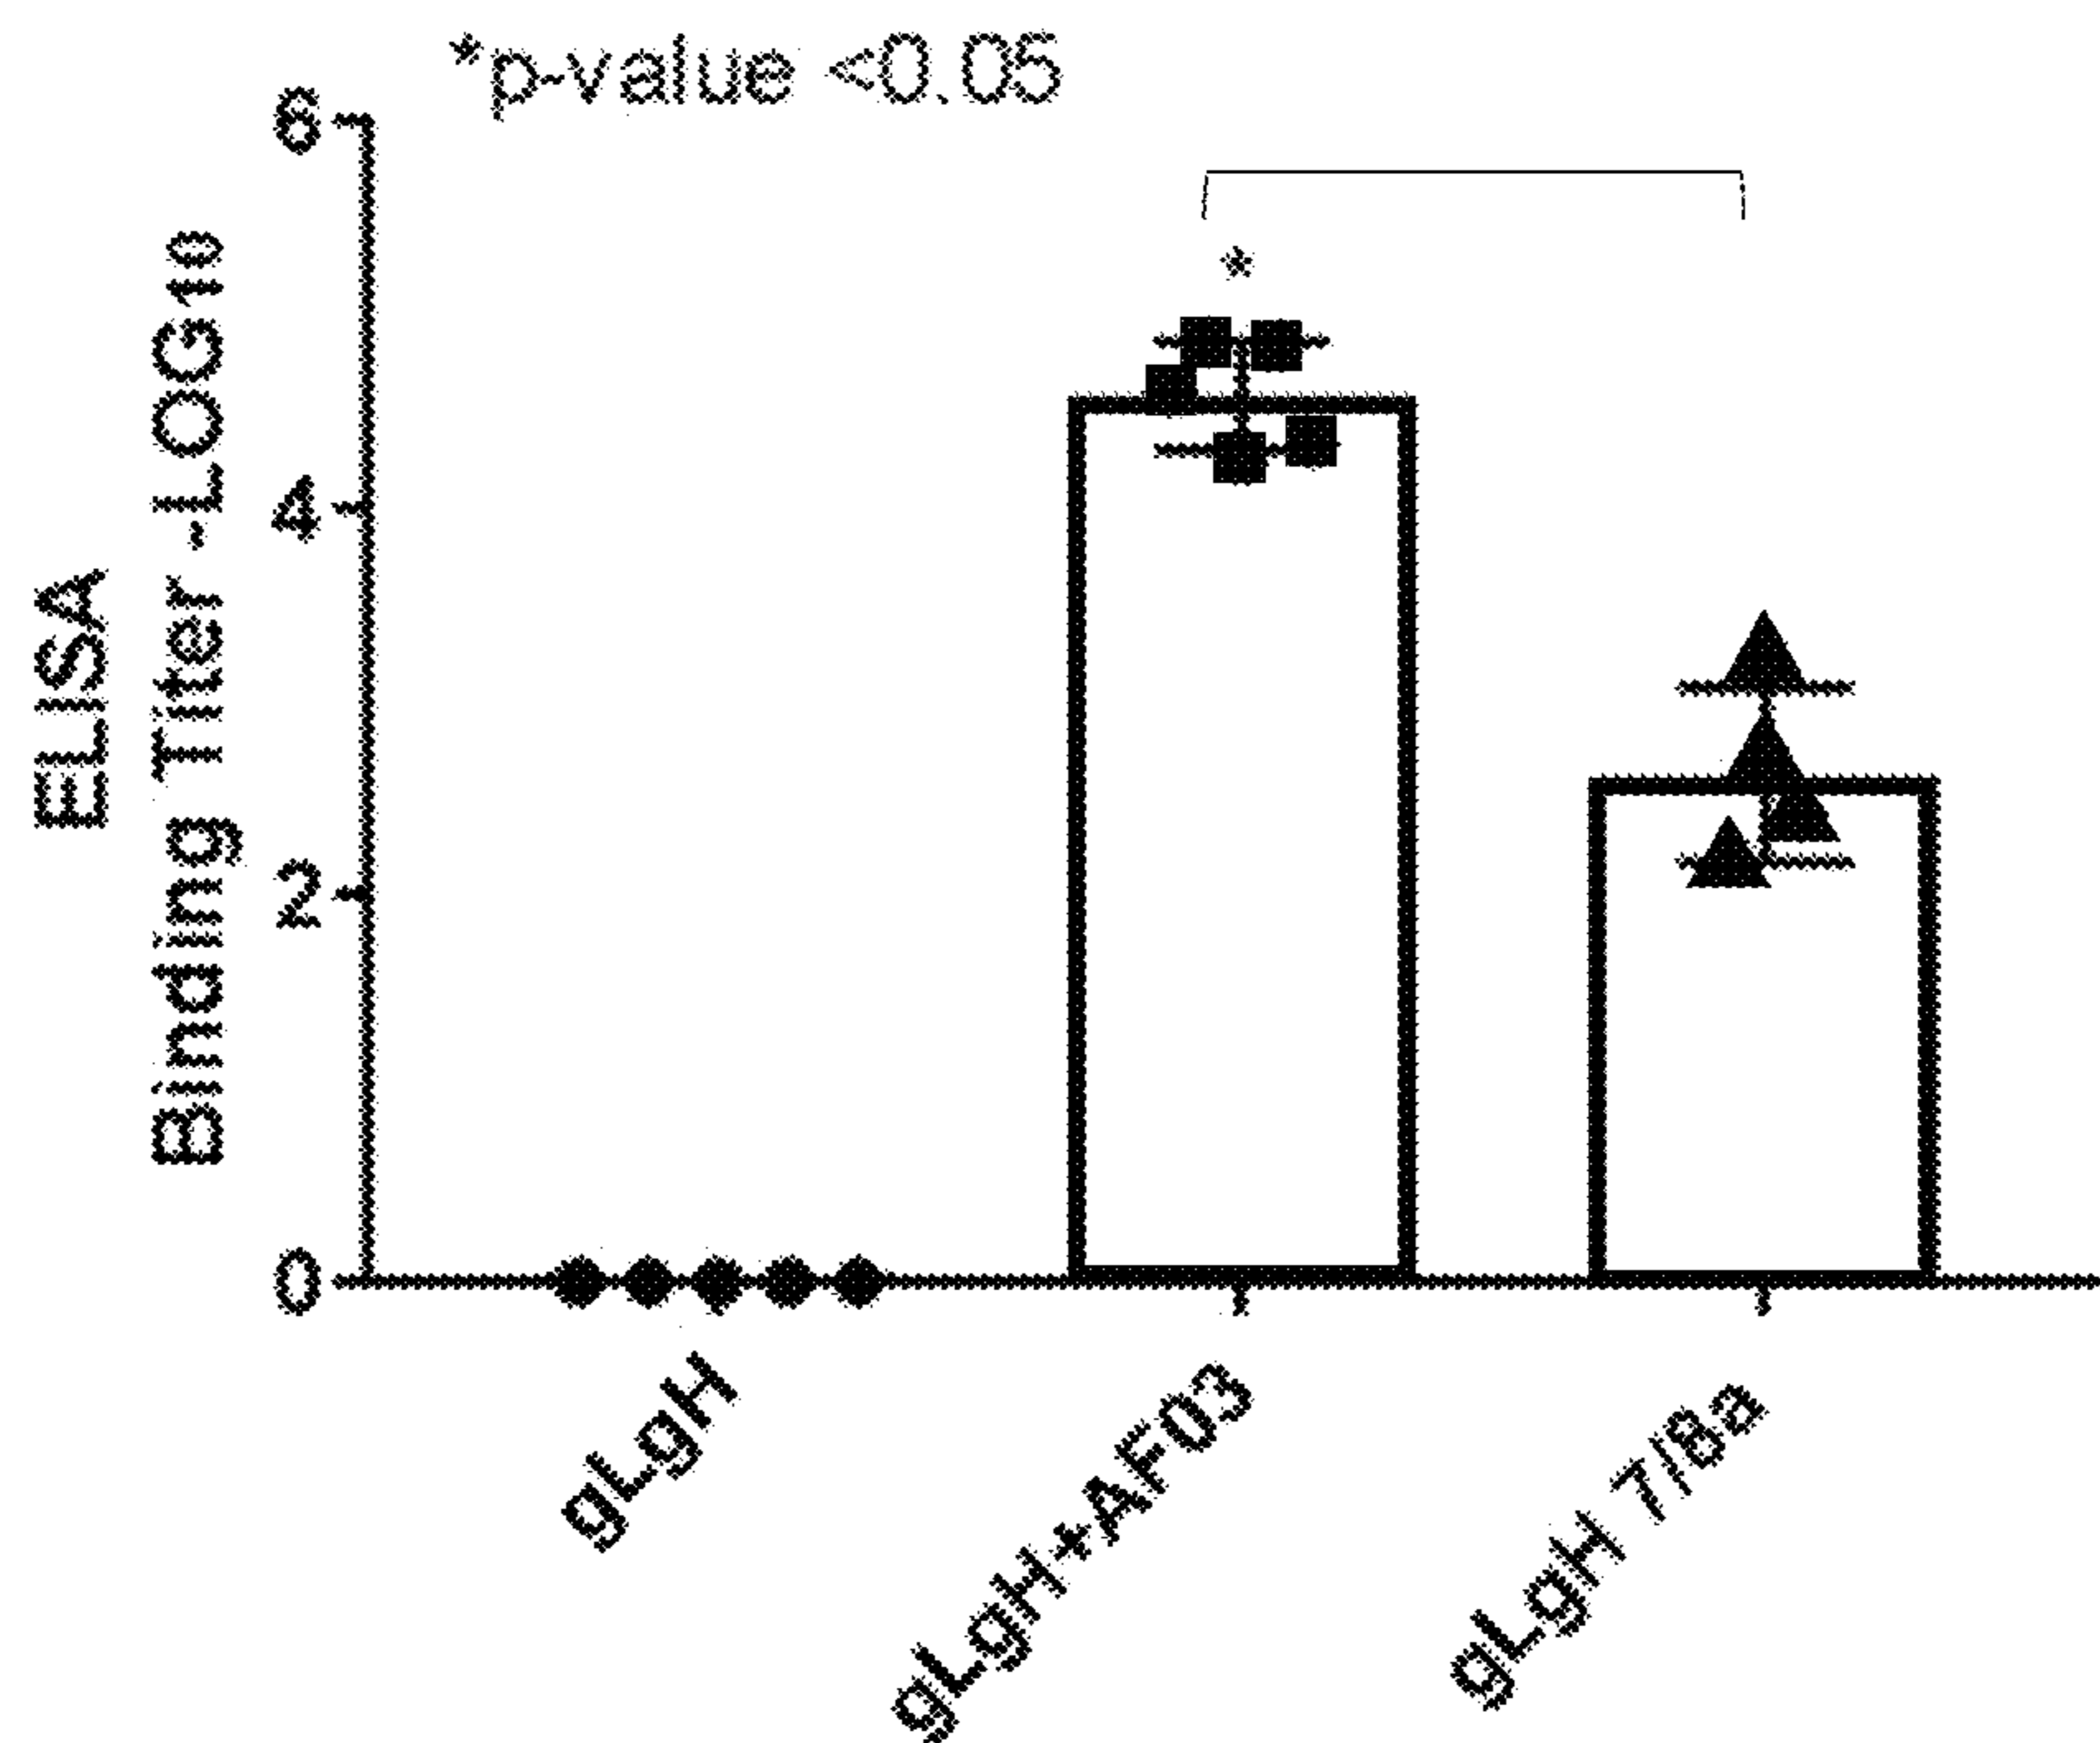 *p-value <0.05
ELISA
Binding Titer -LOG10
6
4
2
0
gLgH
gLgH+AF03
gLgH 7/8a
*